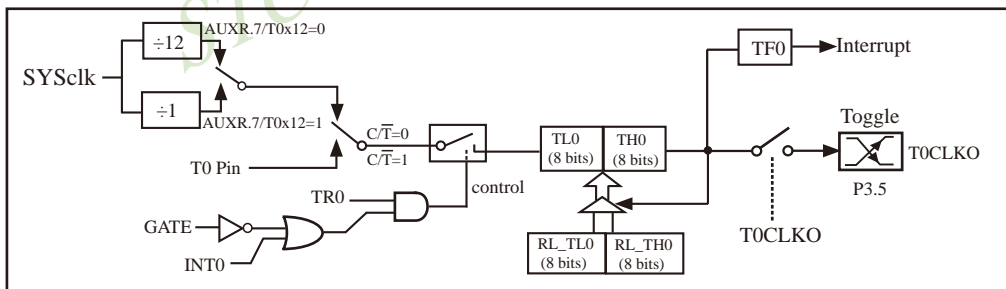 STC
AUXR.7/T0x12=0
÷12
SYSclk
÷1
AUXR.7/T0x12=1
T0 Pin
C/T̅=0
C/T̅=1
control
TR0
GATE
INT0
TL0
(8 bits)
TH0
(8 bits)
RL_TL0
(8 bits)
RL_TH0
(8 bits)
TF0
Interrupt
Toggle
T0CLKO
P3.5
T0CLKO